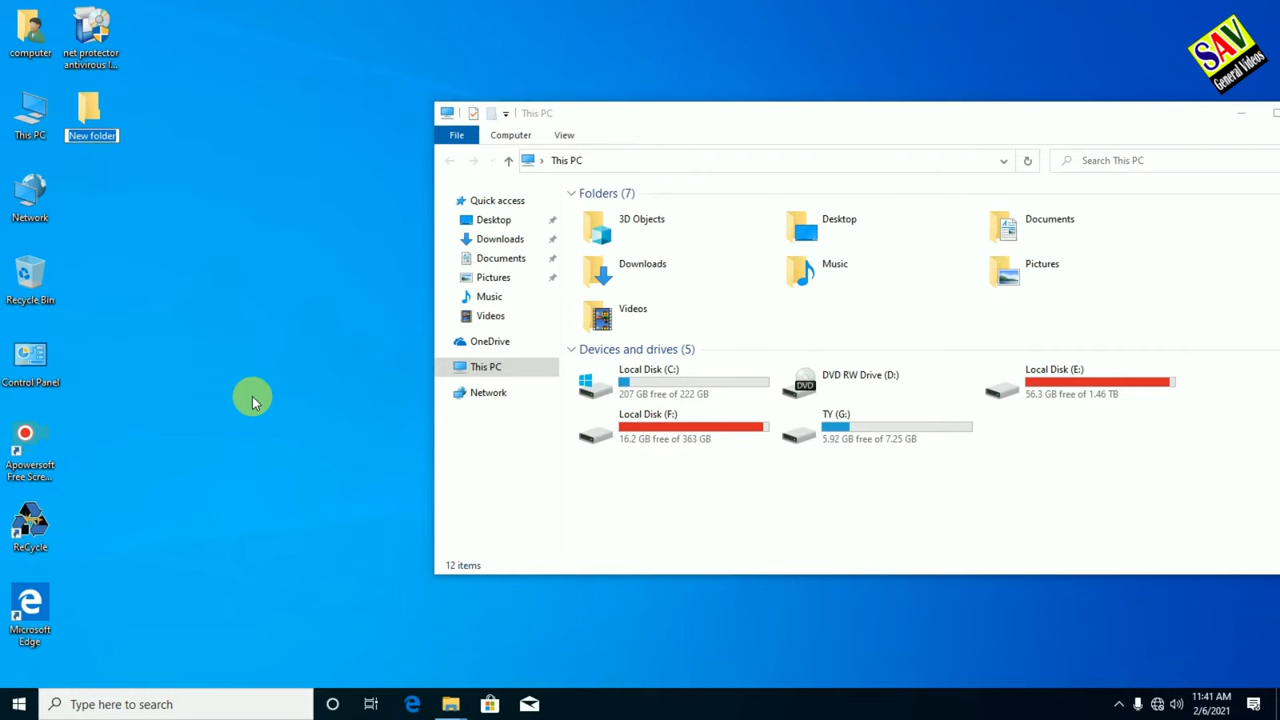 computer
net protector
antivirous I...
This PC
New folder
Network
Recycle Bin
Control Panel
Apowersoft
Free Scre...
ReCycle
Microsoft
Edge
SAV
General Videos
This PC
File
Computer
View
This PC
Search This PC
Quick access
Desktop
Downloads
Documents
Pictures
Music
Videos
OneDrive
This PC
Network
Folders (7)
3D Objects
Desktop
Documents
Downloads
Music
Pictures
Videos
Devices and drives (5)
Local Disk (C:)
207 GB free of 222 GB
DVD RW Drive (D:)
DVD
Local Disk (E:)
56.3 GB free of 1.46 TB
Local Disk (F:)
16.2 GB free of 363 GB
TY (G:)
5.92 GB free of 7.25 GB
12 items
Type here to search
11:41 AM
2/6/2021